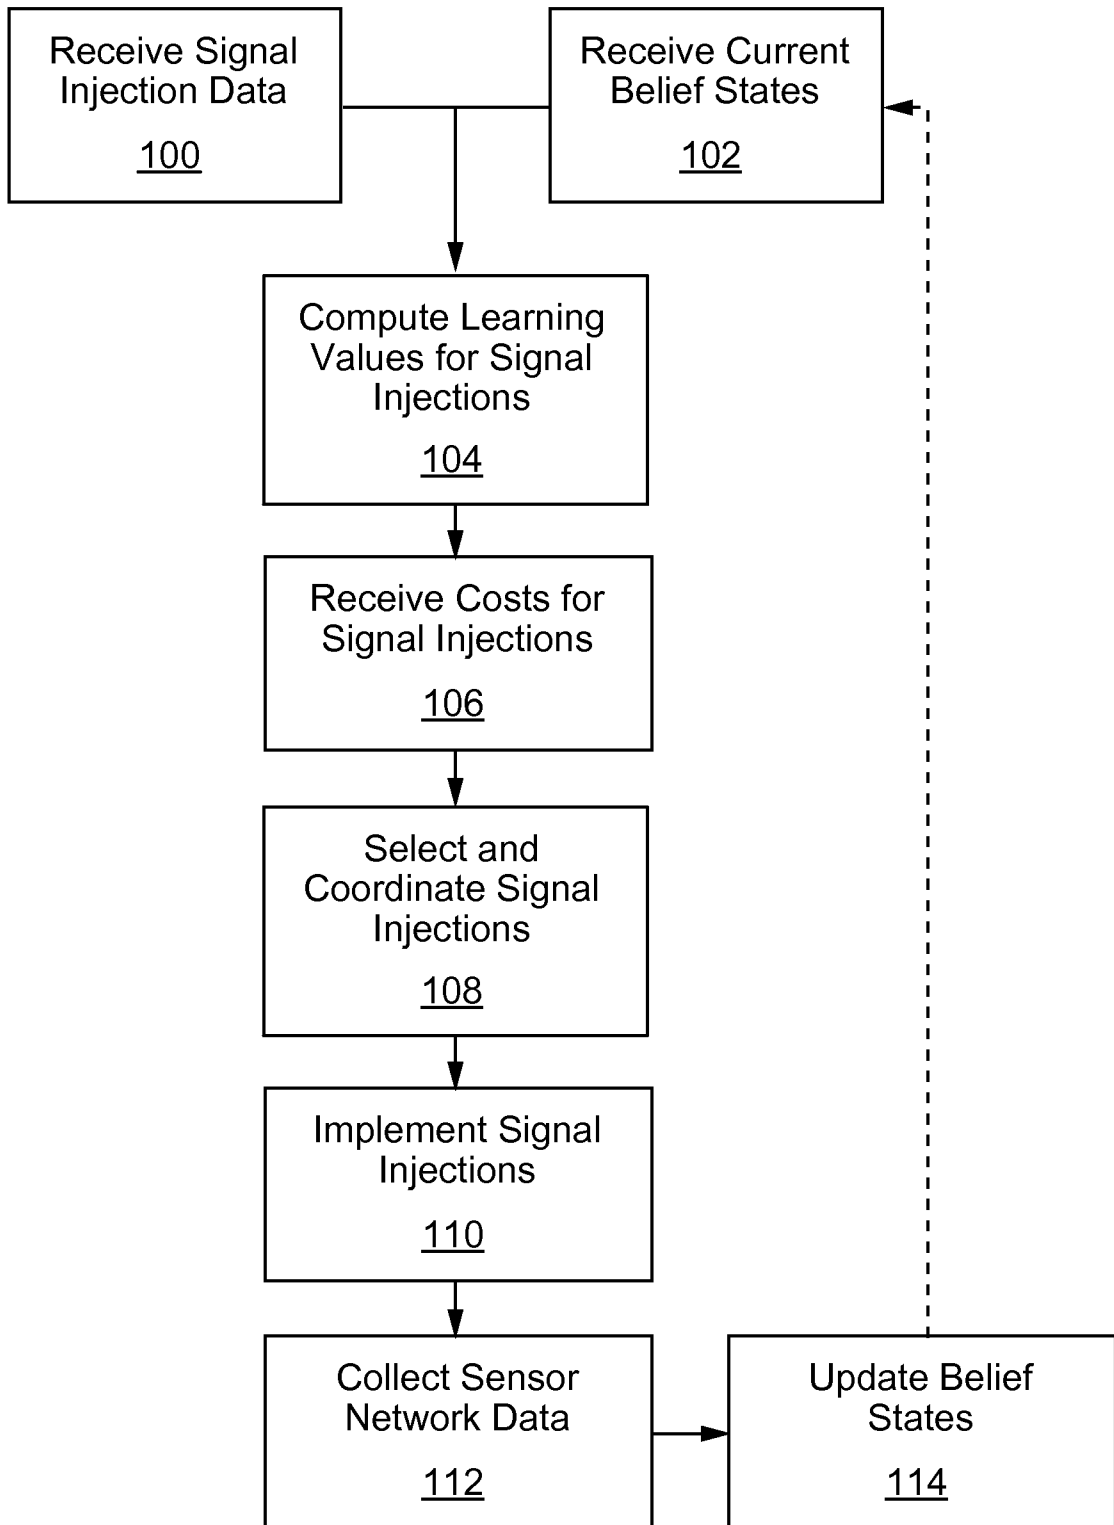 Receive Signal
Injection Data
100
Receive Current
Belief States
102
Compute Learning
Values for Signal
Injections
104
Receive Costs for
Signal Injections
106
Select and
Coordinate Signal
Injections
108
Implement Signal
Injections
110
Collect Sensor
Network Data
112
Update Belief
States
114